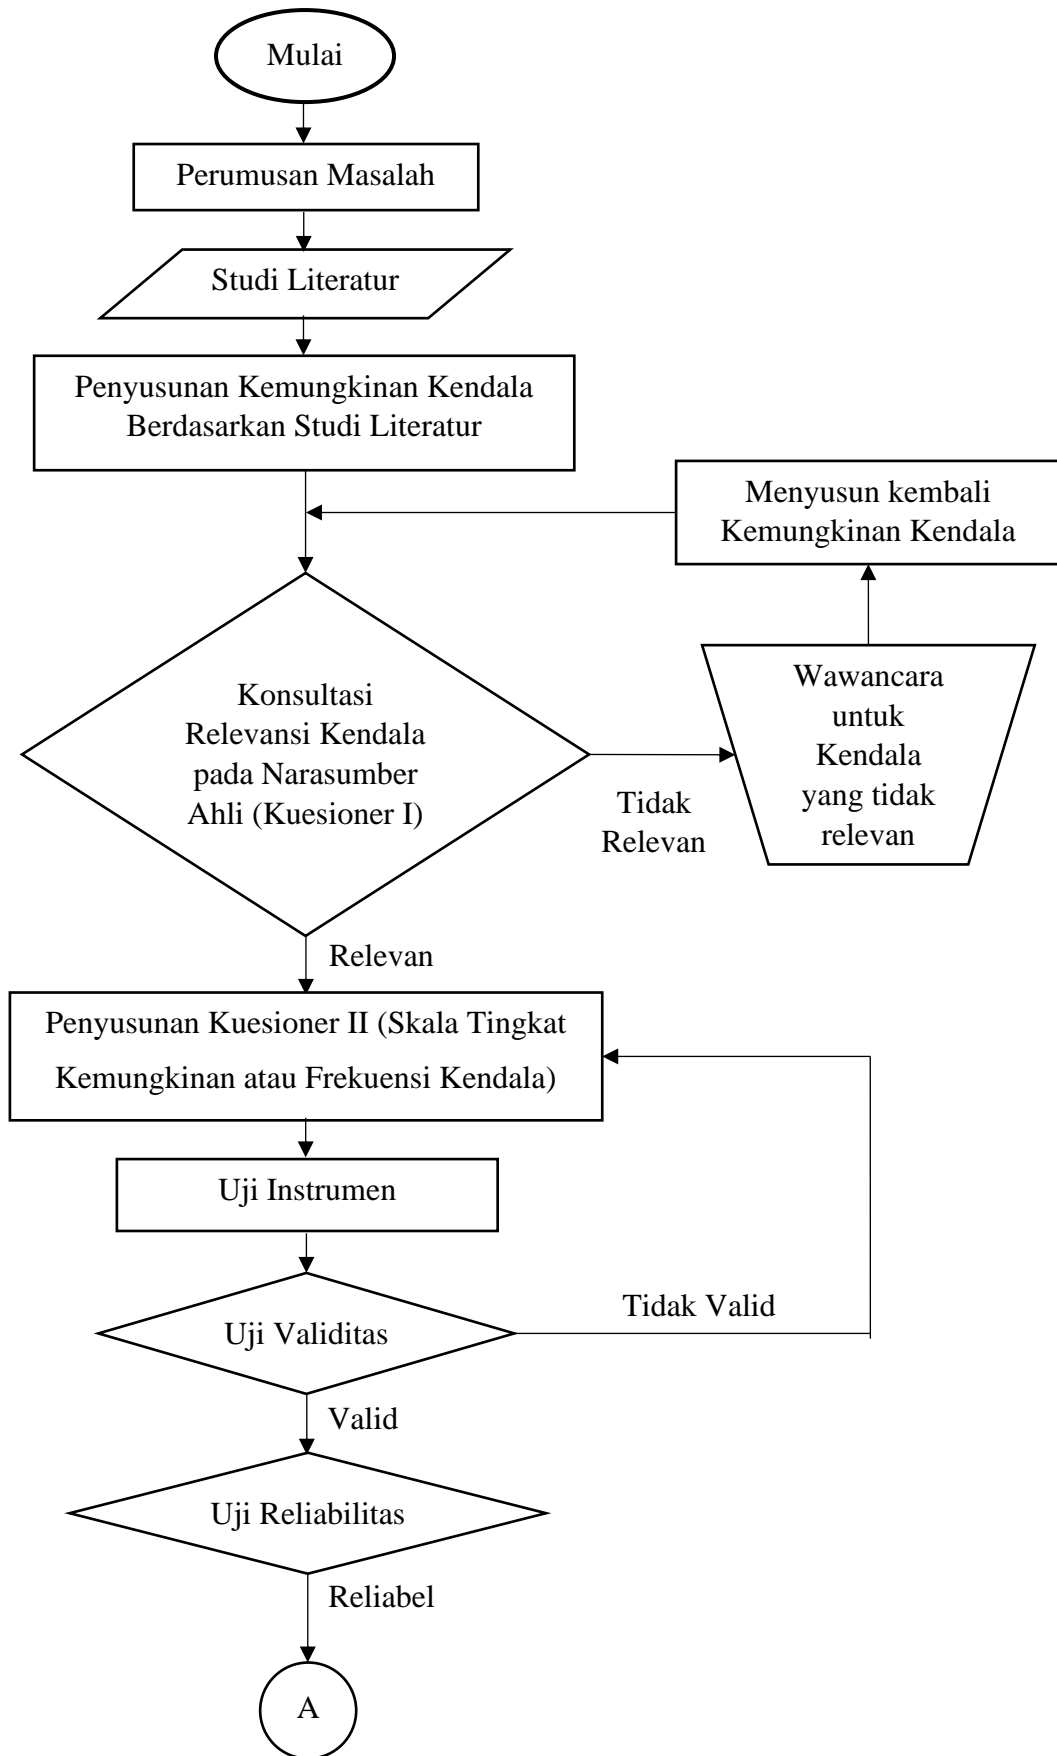 Mulai
Perumusan Masalah
Studi Literatur
Penyusunan Kemungkinan Kendala
Berdasarkan Studi Literatur
Menyusun kembali
Kemungkinan Kendala
Konsultasi
Relevansi Kendala
pada Narasumber
Ahli (Kuesioner I)
Tidak
Relevan
Wawancara
untuk
Kendala
yang tidak
relevan
Relevan
Penyusunan Kuesioner II (Skala Tingkat
Kemungkinan atau Frekuensi Kendala)
Uji Instrumen
Uji Validitas
Tidak Valid
Valid
Uji Reliabilitas
Reliabel
A